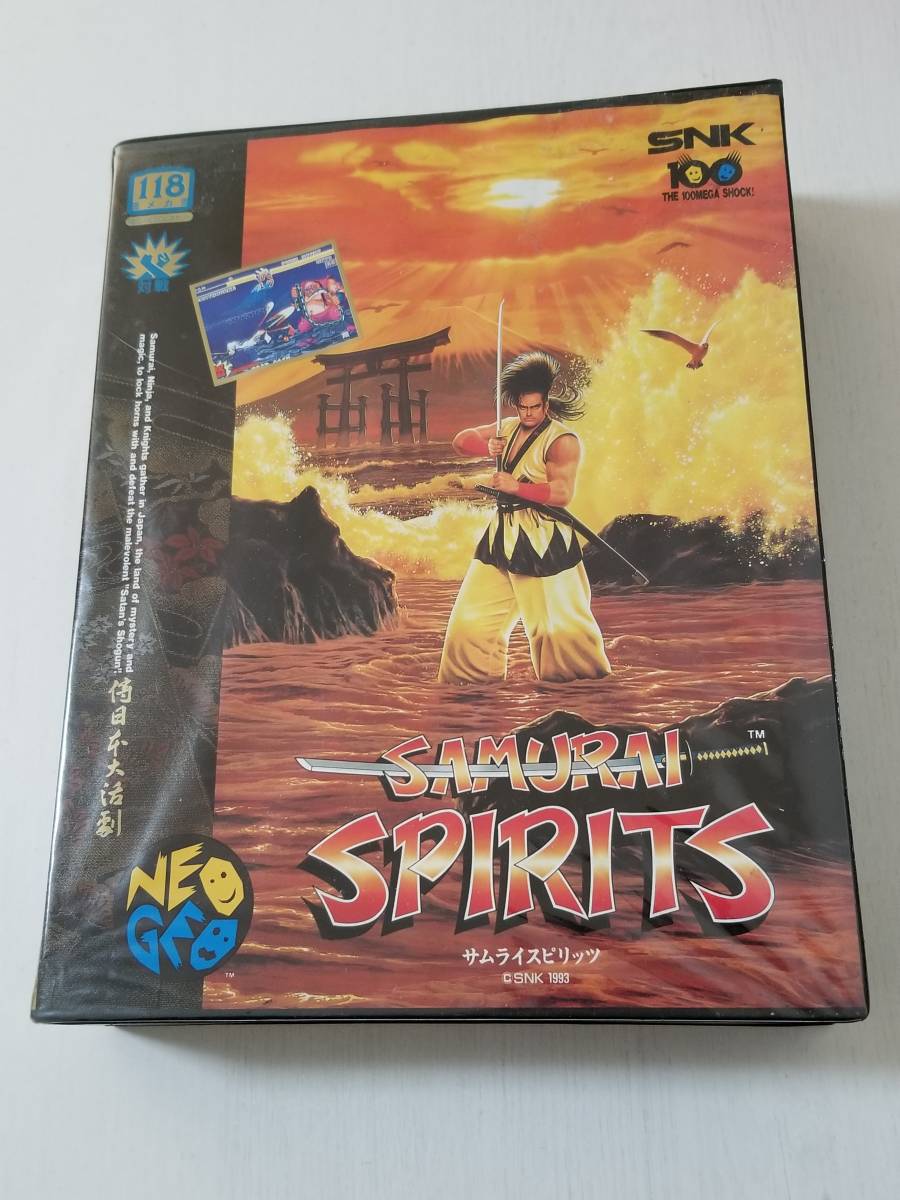 SNK
100
THE 100MEGA SHOCK!
118
メガ
対戦
Samurai, Ninja, and Knights gather in Japan, the land of mystery and
magic, to lock horns with and defeat the malevolent "Satan's Shogun".
侍日本大活劇
NEO
GEO
TM
SAMURAI
TM
SPIRITS
サムライスピリッツ
©SNK 1993